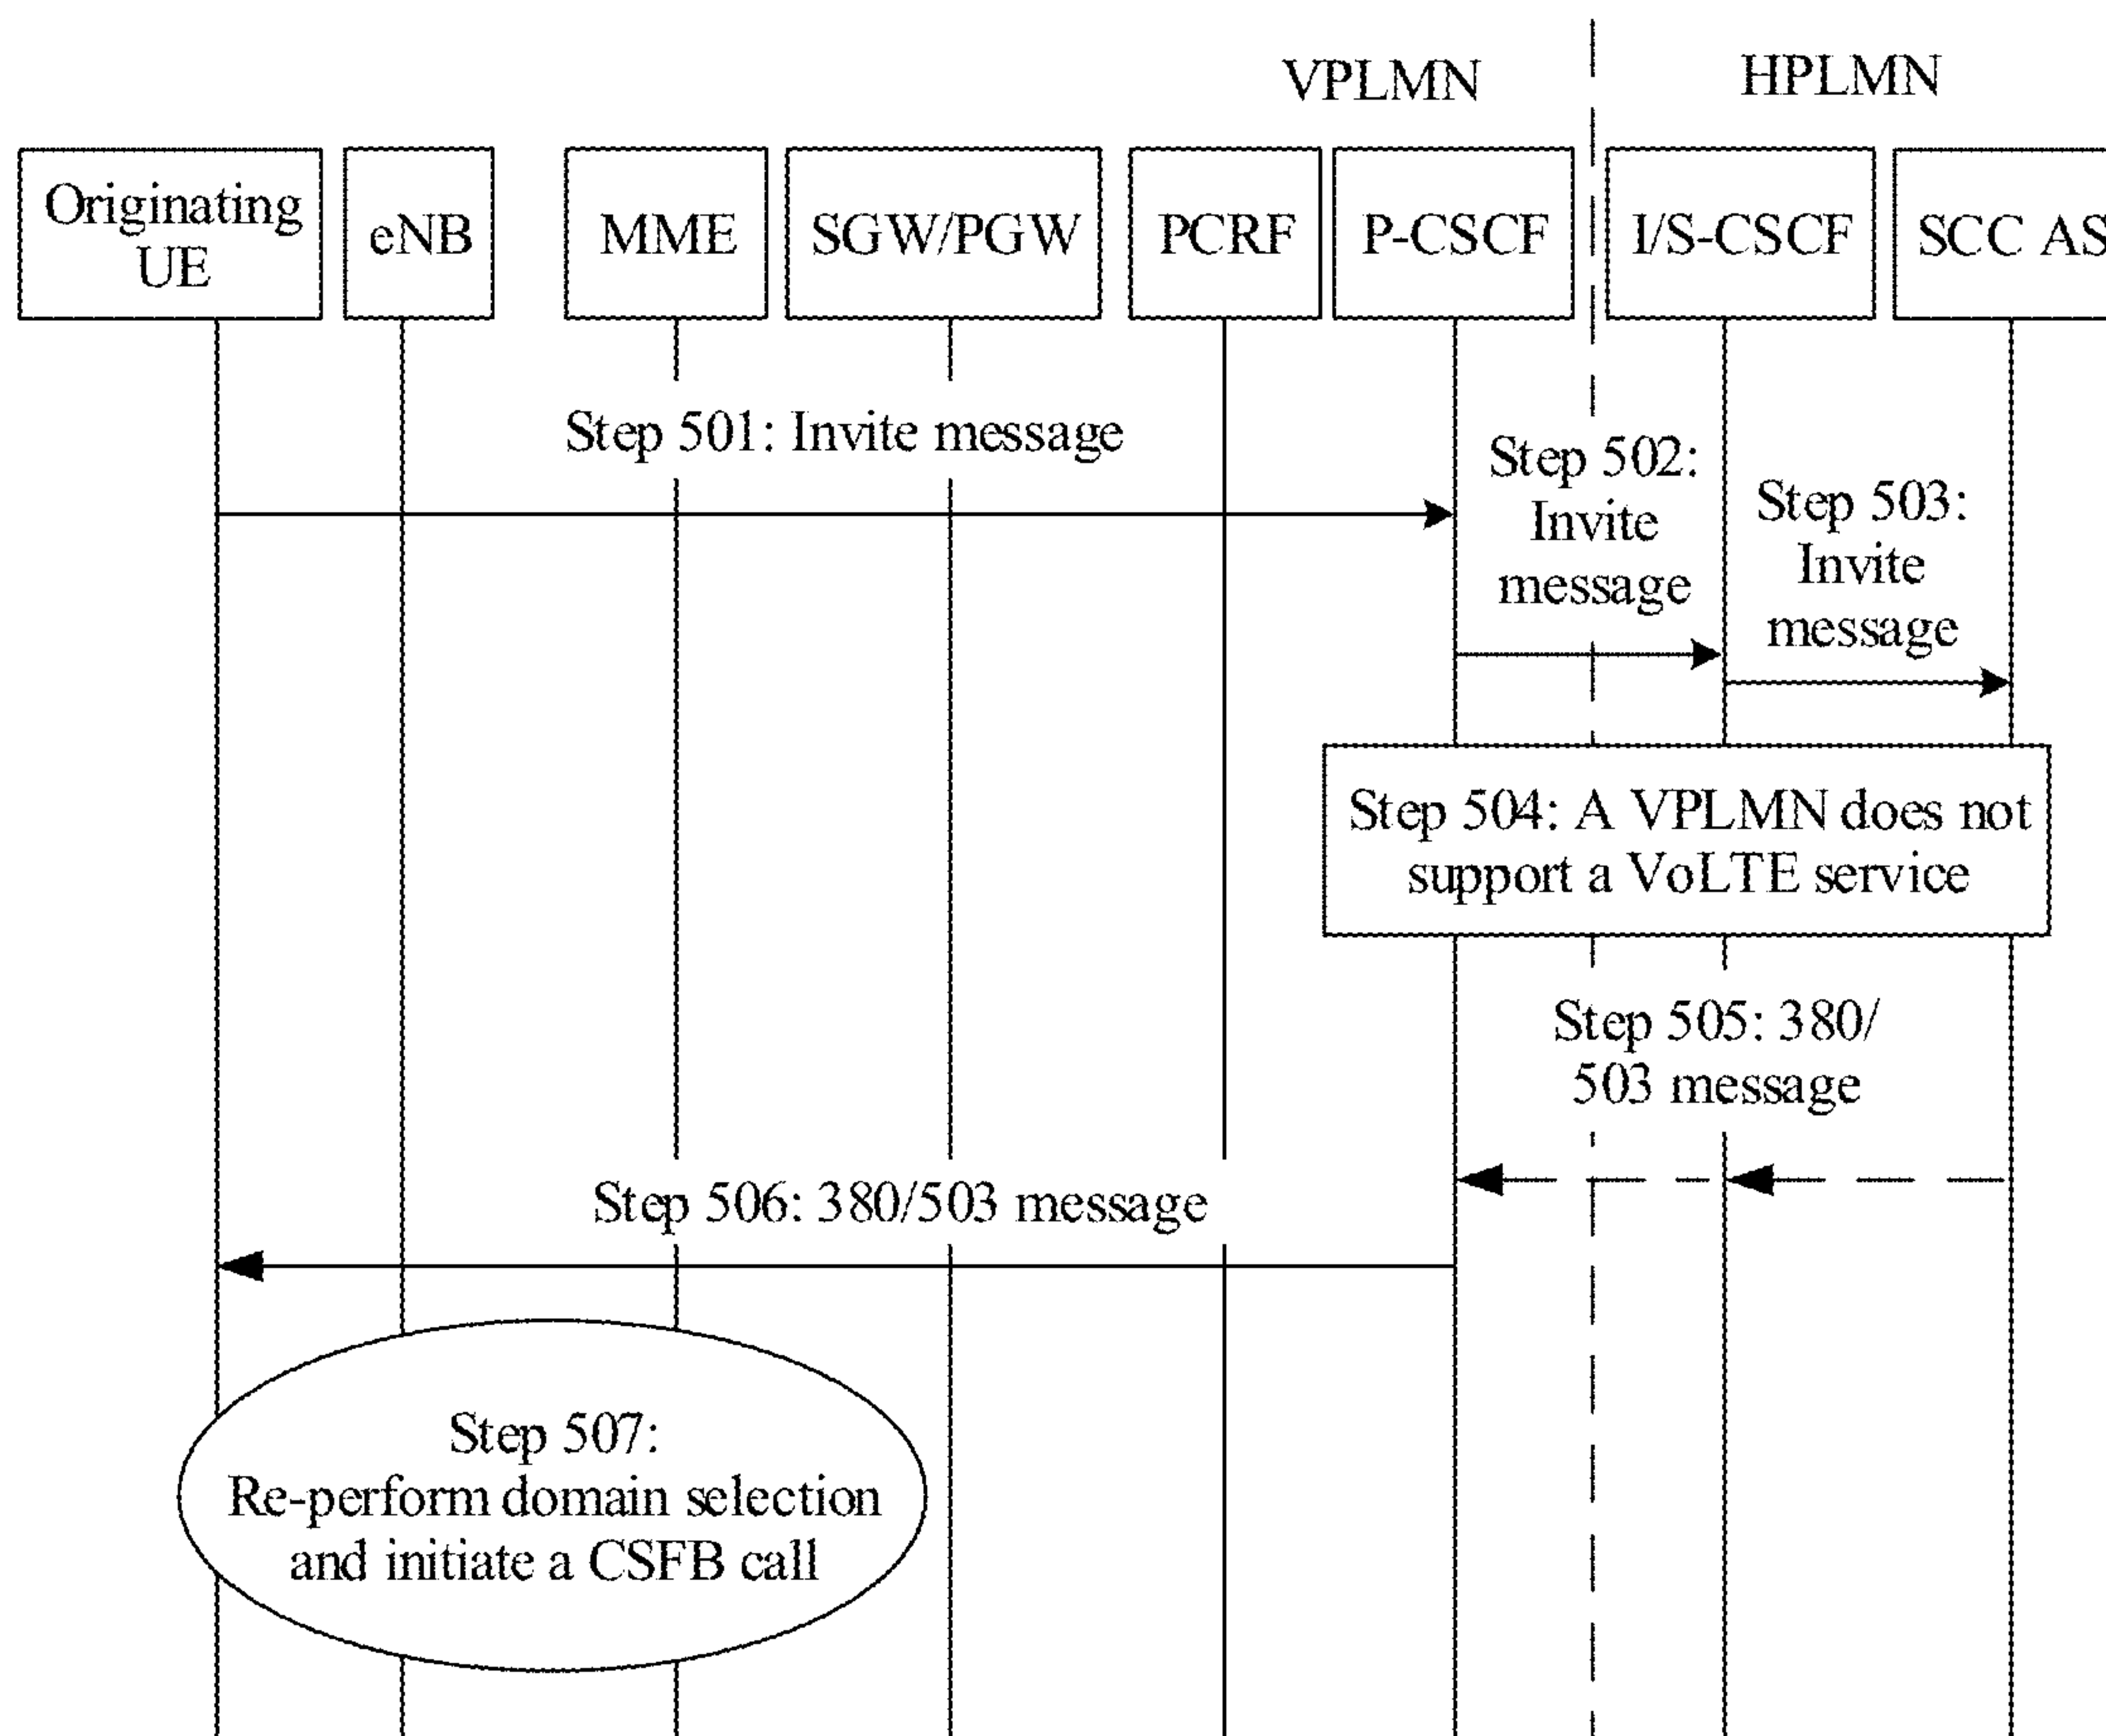 VPLMN
HPLMN
Originating
UE
eNB
MME
SGW/PGW
PCRF
P-CSCF
I/S-CSCF
SCC AS
Step 501: Invite message
Step 502:
Invite
message
Step 503:
Invite
message
Step 504: A VPLMN does not
support a VoLTE service
Step 505: 380/
503 message
Step 506: 380/503 message
Step 507:
Re-perform domain selection
and initiate a CSFB call